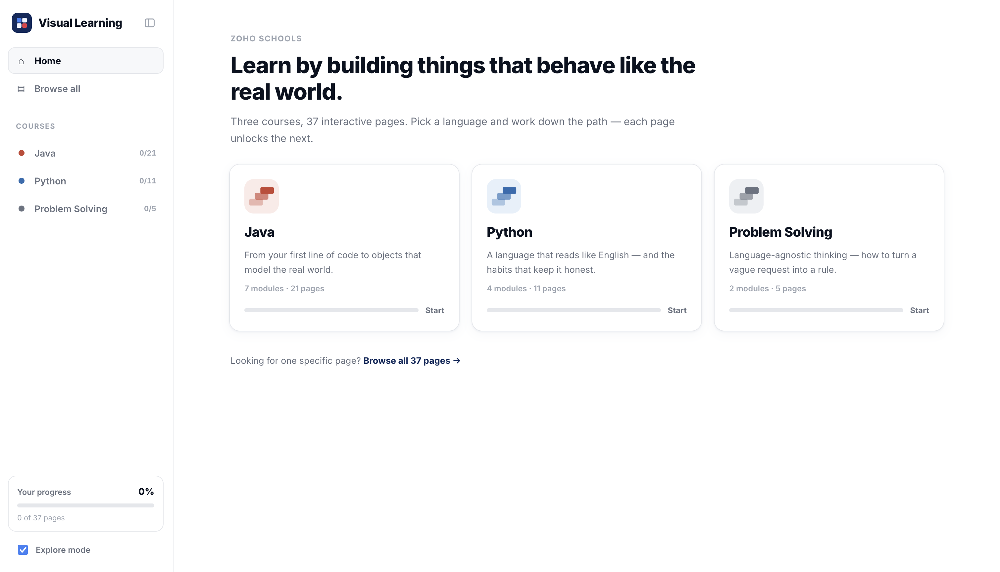 Visual Learning
Home
Browse all
COURSES
Java 0/21
Python 0/11
Problem Solving 0/5
Your progress 0%
0 of 37 pages
Explore mode
ZOHO SCHOOLS
Learn by building things that behave like the
real world.
Three courses, 37 interactive pages. Pick a language and work down the path — each page
unlocks the next.
Java
From your first line of code to objects that
model the real world.
7 modules · 21 pages
Start
Python
A language that reads like English — and the
habits that keep it honest.
4 modules · 11 pages
Start
Problem Solving
Language-agnostic thinking — how to turn a
vague request into a rule.
2 modules · 5 pages
Start
Looking for one specific page? Browse all 37 pages →